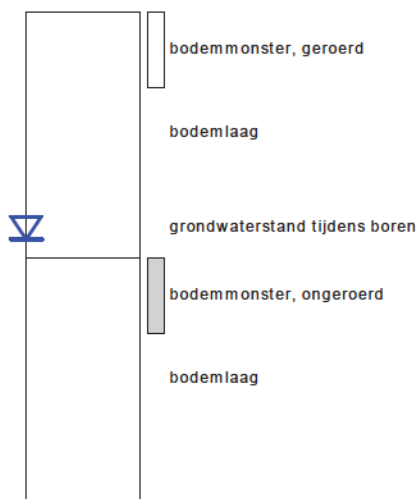 bodemmonster, geroerd
bodemlaag
grondwaterstand tijdens boren
bodemmonster, ongeroerd
bodemlaag